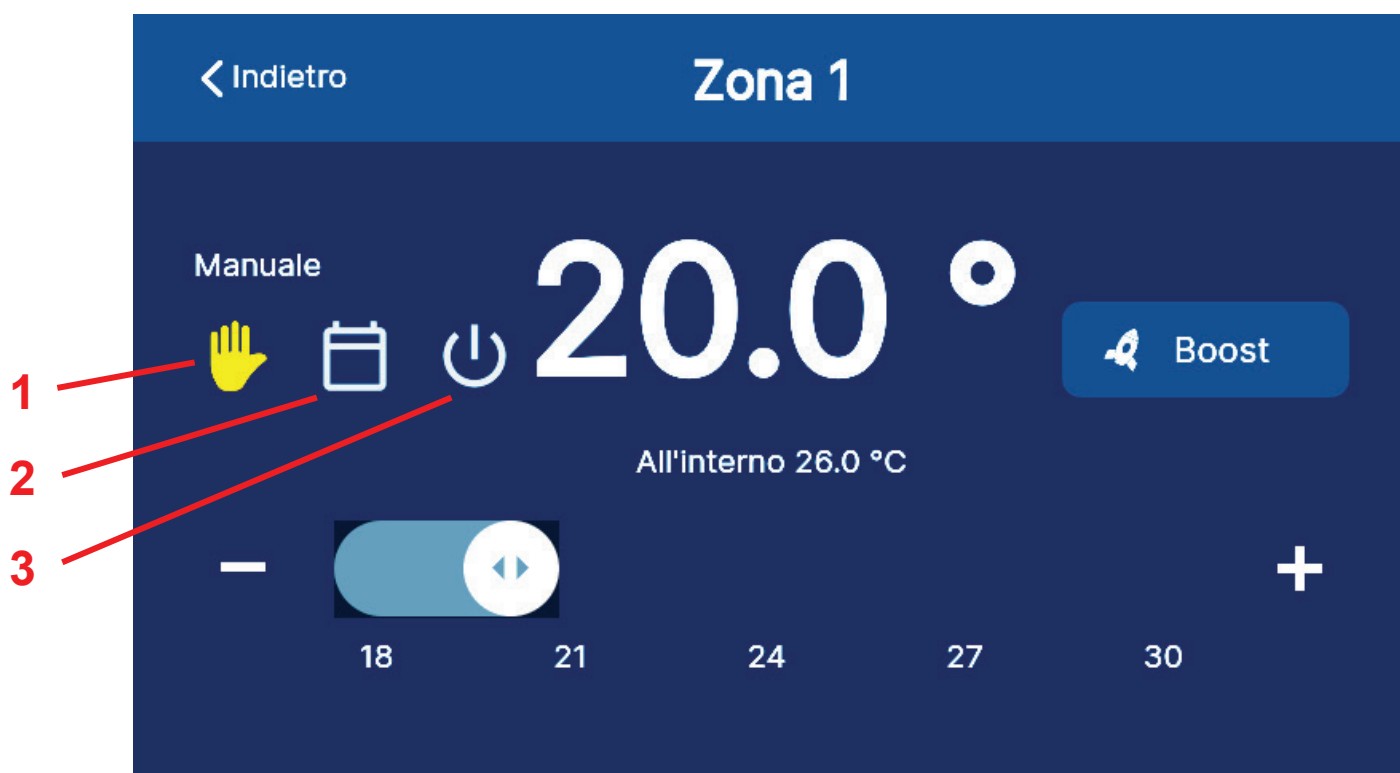 Indietro
Zona 1
Manuale
20.0 °
Boost
1
2
3
All'interno 26.0 °C
18 21 24 27 30